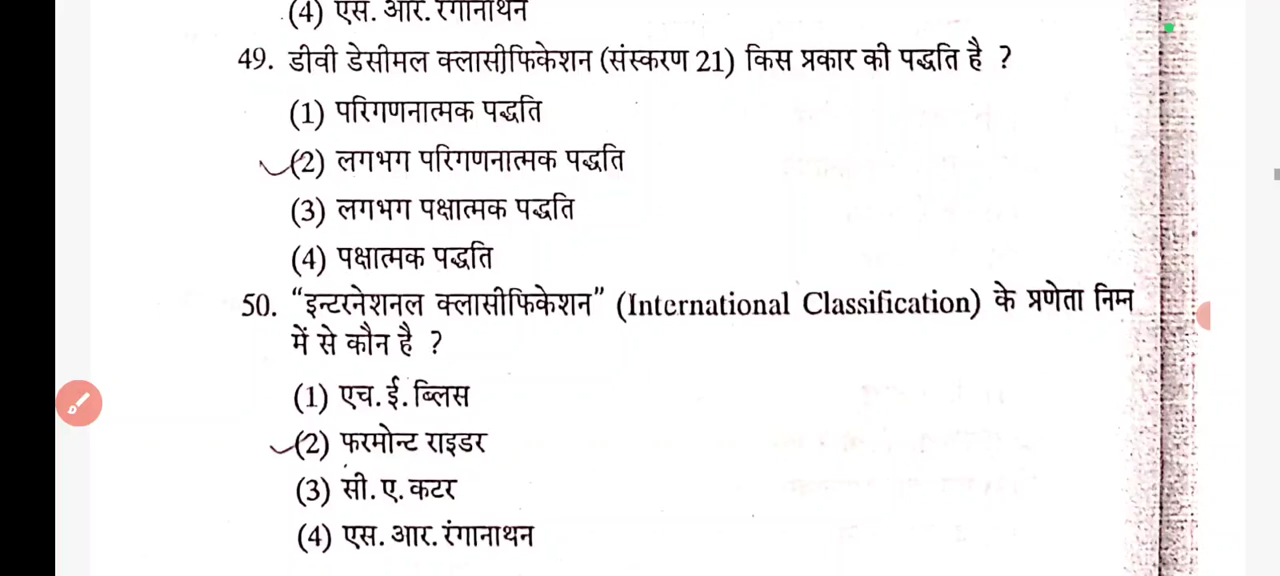 (4) एस. आर. रंगानाथन
49. डीवी डेसीमल क्लासीफिकेशन (संस्करण 21) किस प्रकार की पद्धति है ?
(1) परिगणनात्मक पद्धति
(2) लगभग परिगणनात्मक पद्धति
(3) लगभग पक्षात्मक पद्धति
(4) पक्षात्मक पद्धति
50. “इन्टरनेशनल क्लासीफिकेशन” (International Classification) के प्रणेता निम्न
में से कौन है ?
(1) एच. ई. ब्लिस
(2) फरमोन्ट राइडर
(3) सी. ए. कटर
(4) एस. आर. रंगानाथन